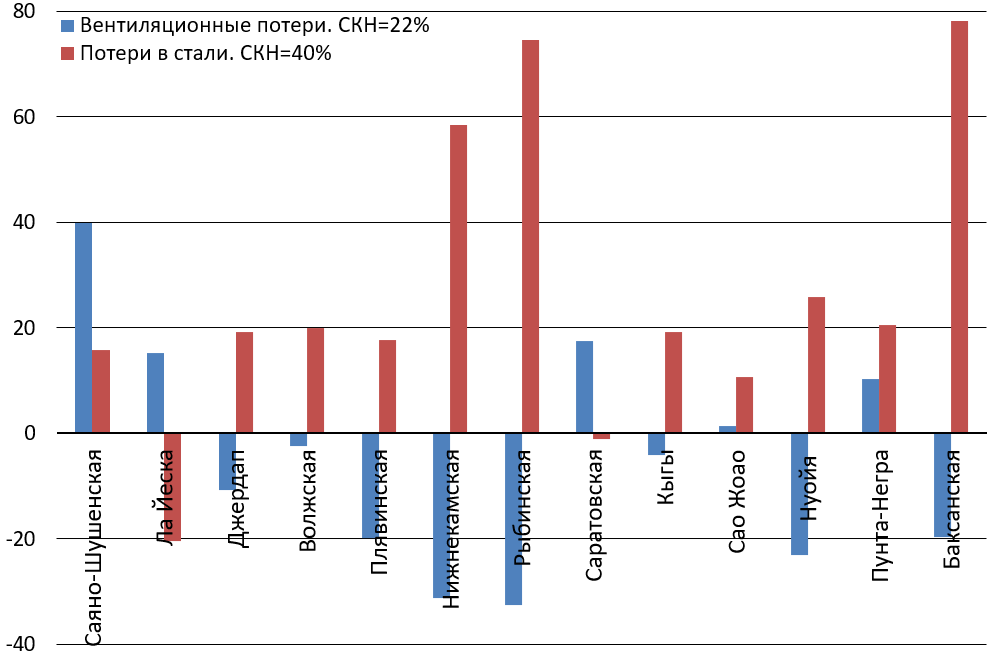 80
60
40
20
0
-20
-40
Вентиляционные потери. СКН=22%
Потери в стали. СКН=40%
Саяно-Шушенская
Ла Йеска
Джердап
Волжская
Плявинская
Нижнекамская
Рыбинская
Саратовская
Кыгы
Сао Жоао
Нуойя
Пунта-Негра
Баксанская